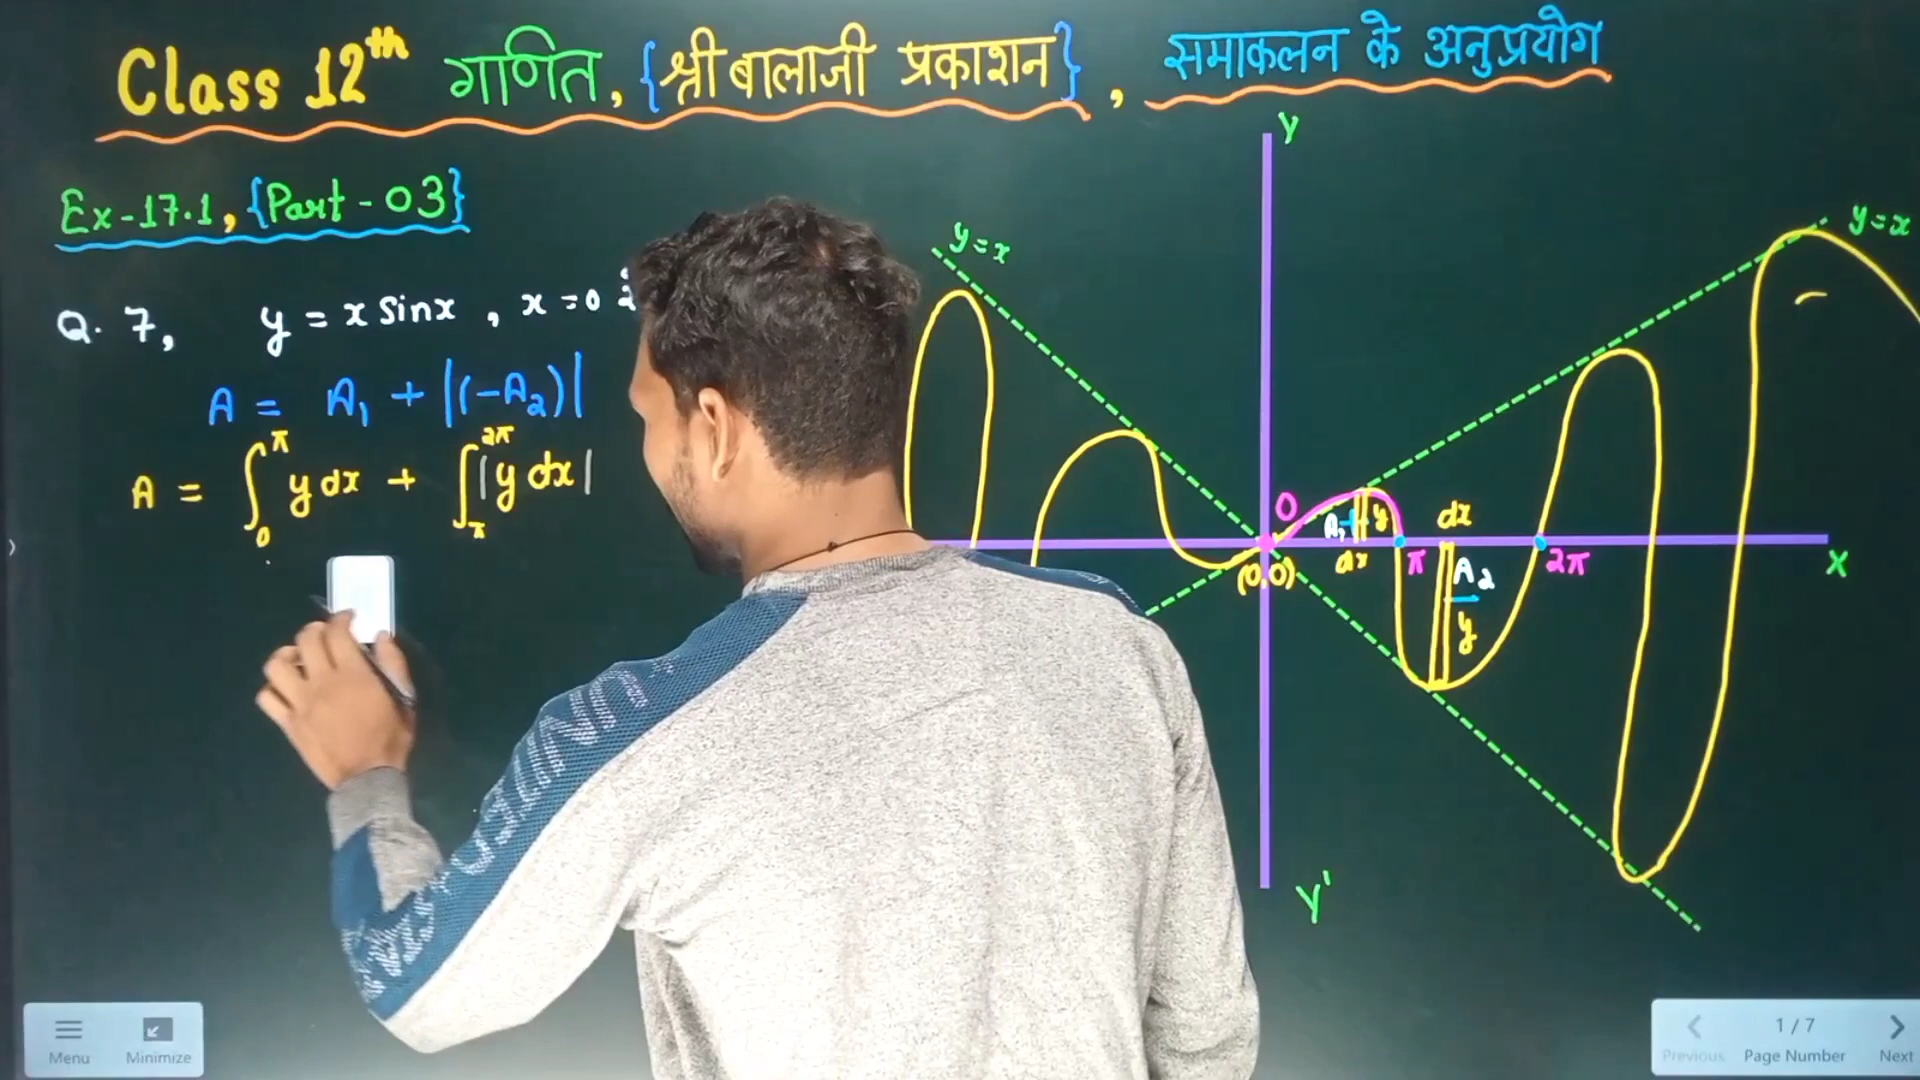 Class 12th गणित, {श्री बालाजी प्रकाशन}, समाकलन के अनुप्रयोग
Ex-17.1, {Part-03}
Q. 7, y = x sinx, x = 0
A = A₁ + |(-A₂)|
A = ∫₀^π y dx + ∫_π^2π |y dx|
Y
y = x
y = x
O
A₁
y
dx
dx
(0,0)
π
A₂
2π
X
y
Y'
Menu
Minimize
1 / 7
Previous
Page Number
Next